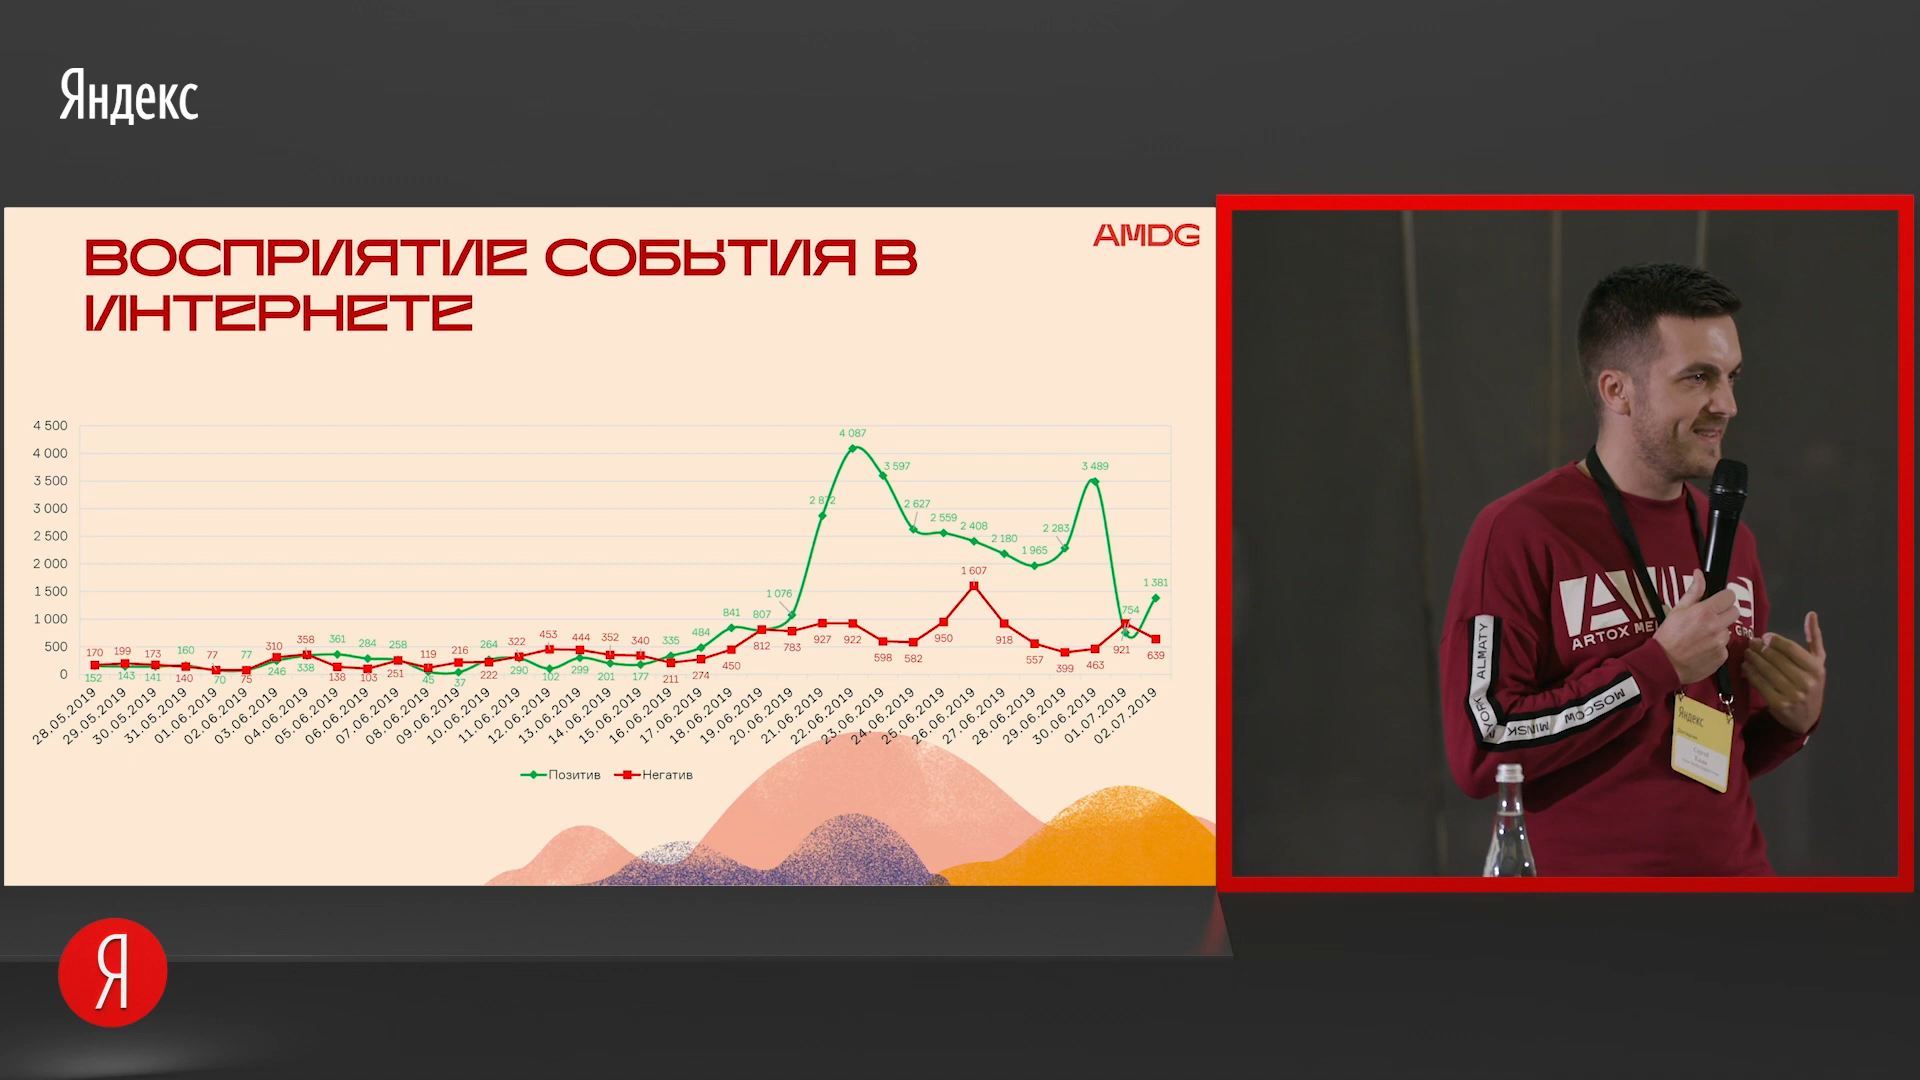 Яндекс
ВОСПРИЯТИЕ СОБЫТИЯ В
ИНТЕРНЕТЕ
AMDG
4 500
4 000
3 500
3 000
2 500
2 000
1 500
1 000
500
0
170 199 173 160 77 77 310 358 361 284 258 119 216 264 322 453 444 352 340 335 484 841 807 1 076 2 872 4 087 3 597 2 627 2 559 2 408 2 180 1 965 2 283 3 489 754 1 381
152 143 141 140 70 75 246 338 138 103 251 45 37 222 290 102 299 201 177 211 274 450 812 783 927 922 598 582 950 1 607 918 557 399 463 921 639
28.05.2019 29.05.2019 30.05.2019 31.05.2019 01.06.2019 02.06.2019 03.06.2019 04.06.2019 05.06.2019 06.06.2019 07.06.2019 08.06.2019 09.06.2019 10.06.2019 11.06.2019 12.06.2019 13.06.2019 14.06.2019 15.06.2019 16.06.2019 17.06.2019 18.06.2019 19.06.2019 20.06.2019 21.06.2019 22.06.2019 23.06.2019 24.06.2019 25.06.2019 26.06.2019 27.06.2019 28.06.2019 29.06.2019 30.06.2019 01.07.2019 02.07.2019
Позитив Негатив
ARTOX
ALMATY
MINSK
MOSCOW
Яндекс
Я